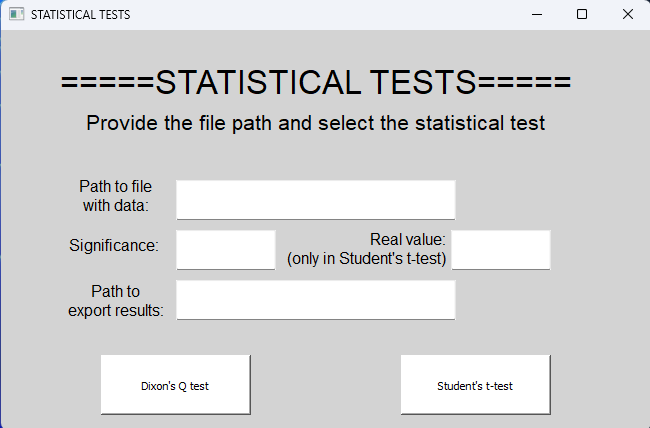 STATISTICAL TESTS
=====STATISTICAL TESTS=====
Provide the file path and select the statistical test
Path to file
with data:
Significance:
Real value:
(only in Student's t-test)
Path to
export results:
Dixon's Q test
Student's t-test